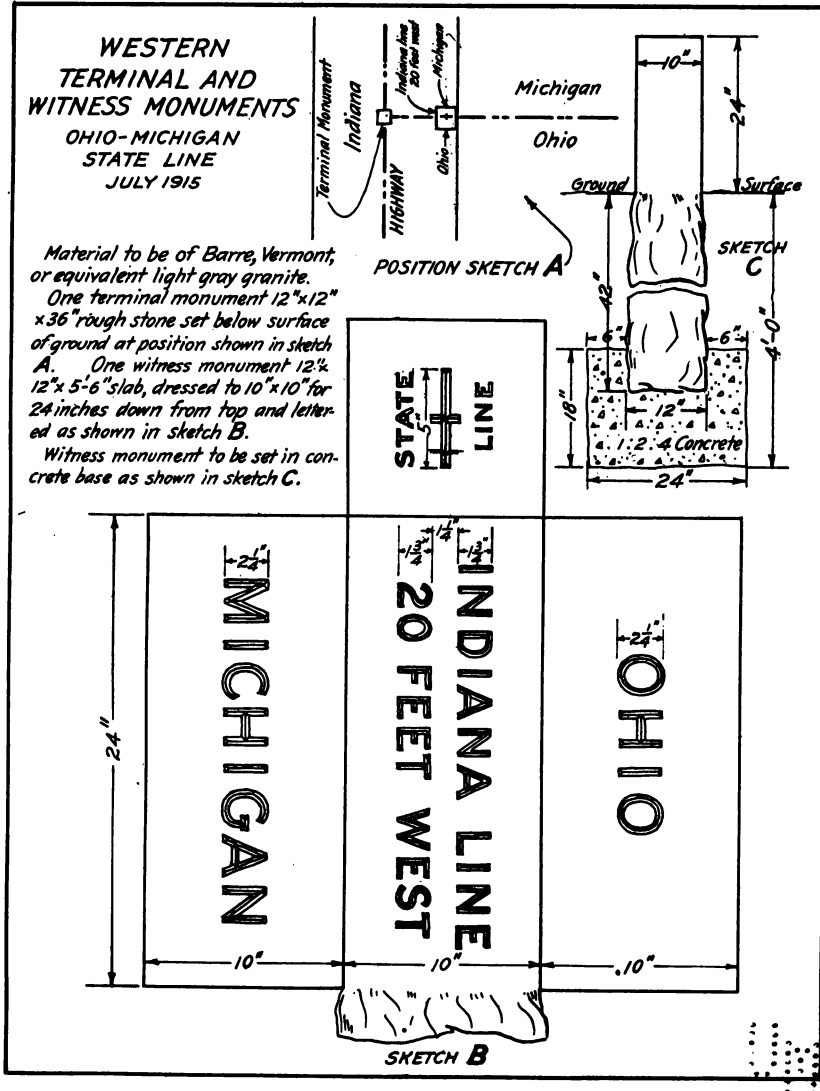 WESTERN
TERMINAL AND
WITNESS MONUMENTS
OHIO-MICHIGAN
STATE LINE
JULY 1915
Terminal Monument
Indiana
HIGHWAY
Indiana line
20 feet west
Michigan
Ohio
Michigan
Ohio
POSITION SKETCH A
10"
24"
Ground
Surface
SKETCH
C
42"
4'-0"
6"
6"
18"
12"
1.2.4 Concrete
24"
Material to be of Barre, Vermont,
or equivalent light gray granite.
One terminal monument 12"x12"
x36" rough stone set below surface
of ground at position shown in sketch
A. One witness monument 12"x
12"x 5'-6" slab, dressed to 10"x10" for
24 inches down from top and letter-
ed as shown in sketch B.
Witness monument to be set in con-
crete base as shown in sketch C.
STATE
5"
LINE
24"
2 1/4"
MICHIGAN
1 3/4"
1 1/4"
1 3/4"
INDIANA LINE
20 FEET WEST
2 1/4"
OHIO
10"
10"
10"
SKETCH B